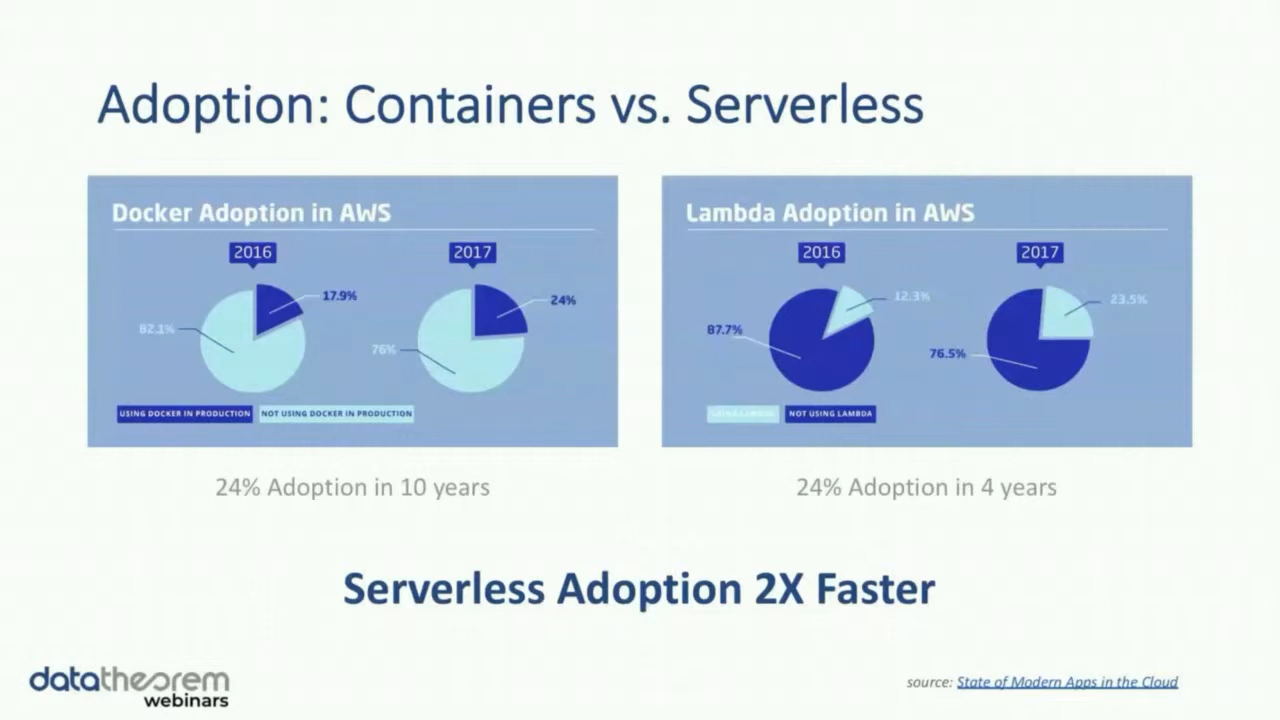 Adoption: Containers vs. Serverless
Docker Adoption in AWS
2016
2017
17.9%
82.1%
24%
76%
USING DOCKER IN PRODUCTION
NOT USING DOCKER IN PRODUCTION
Lambda Adoption in AWS
2016
2017
12.3%
87.7%
23.5%
76.5%
USING LAMBDA
NOT USING LAMBDA
24% Adoption in 10 years
24% Adoption in 4 years
Serverless Adoption 2X Faster
datatheorem
webinars
source: State of Modern Apps in the Cloud